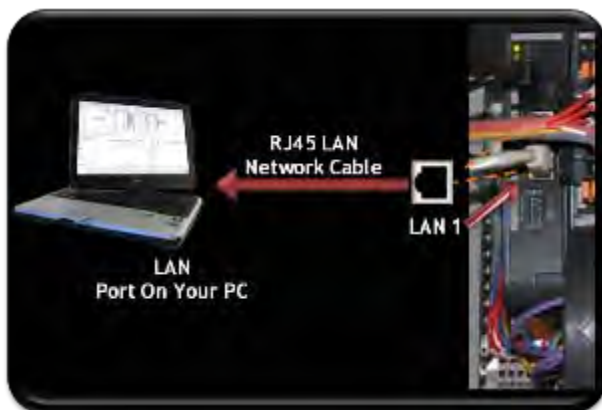 RJ45 LAN
Network Cable
LAN 1
LAN
Port On Your PC